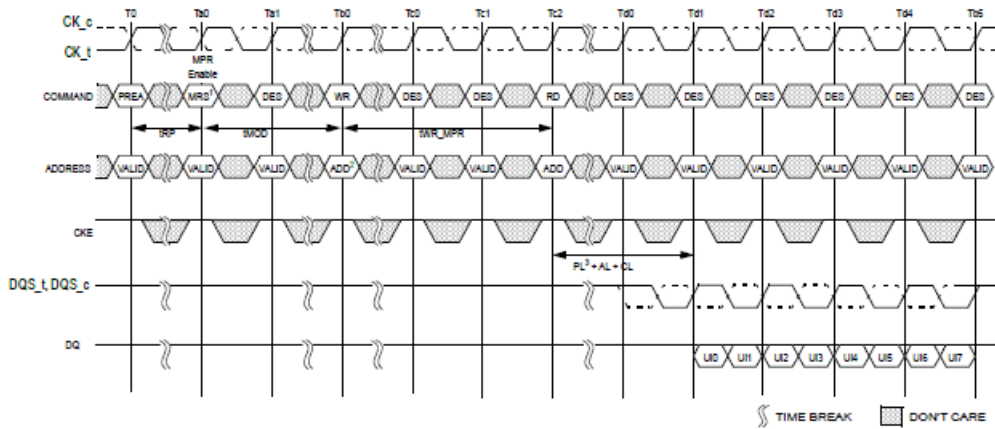 T0 Ta0 Ta1 Tb0 Tc0 Tc1 Tc2 Td0 Td1 Td2 Td3 Td4 Tb5
CK_c
CK_t
MPR
Enable
COMMAND PREA MRS1 DES WR DES DES RD DES DES DES DES DES DES
tRP tMOD tWR_MPR
ADDRESS VALID VALID VALID ADD2 VALID VALID ADD VALID VALID VALID VALID VALID VALID
CKE
PL3 + AL + CL
DQS_t, DQS_c
DQ UI0 UI1 UI2 UI3 UI4 UI5 UI6 UI7
TIME BREAK DON'T CARE